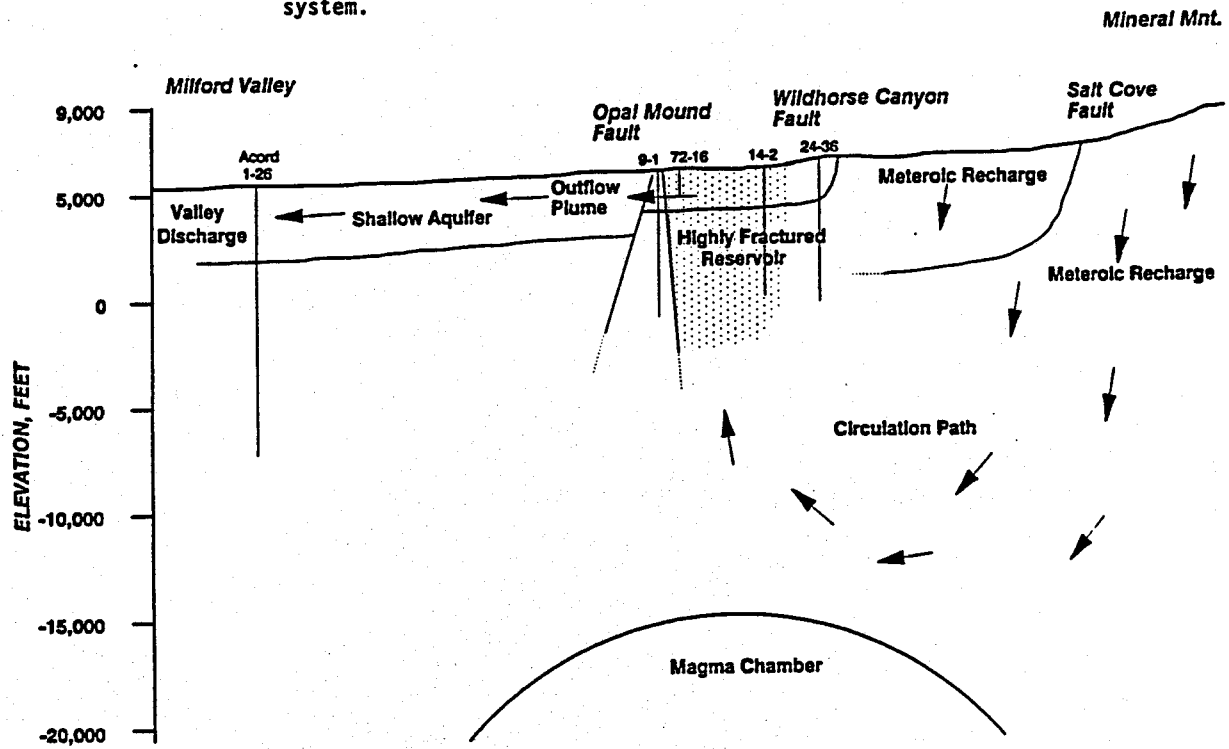 system.
Mineral Mnt.
Milford Valley
Opal Mound
Fault
Wildhorse Canyon
Fault
Salt Cove
Fault
9,000
5,000
0
-5,000
-10,000
-15,000
-20,000
ELEVATION, FEET
Acord
1-26
9-1
72-16
14-2
24-36
Valley
Discharge
Shallow Aquifer
Outflow
Plume
Highly Fractured
Reservoir
Meteroic Recharge
Meteroic Recharge
Circulation Path
Magma Chamber